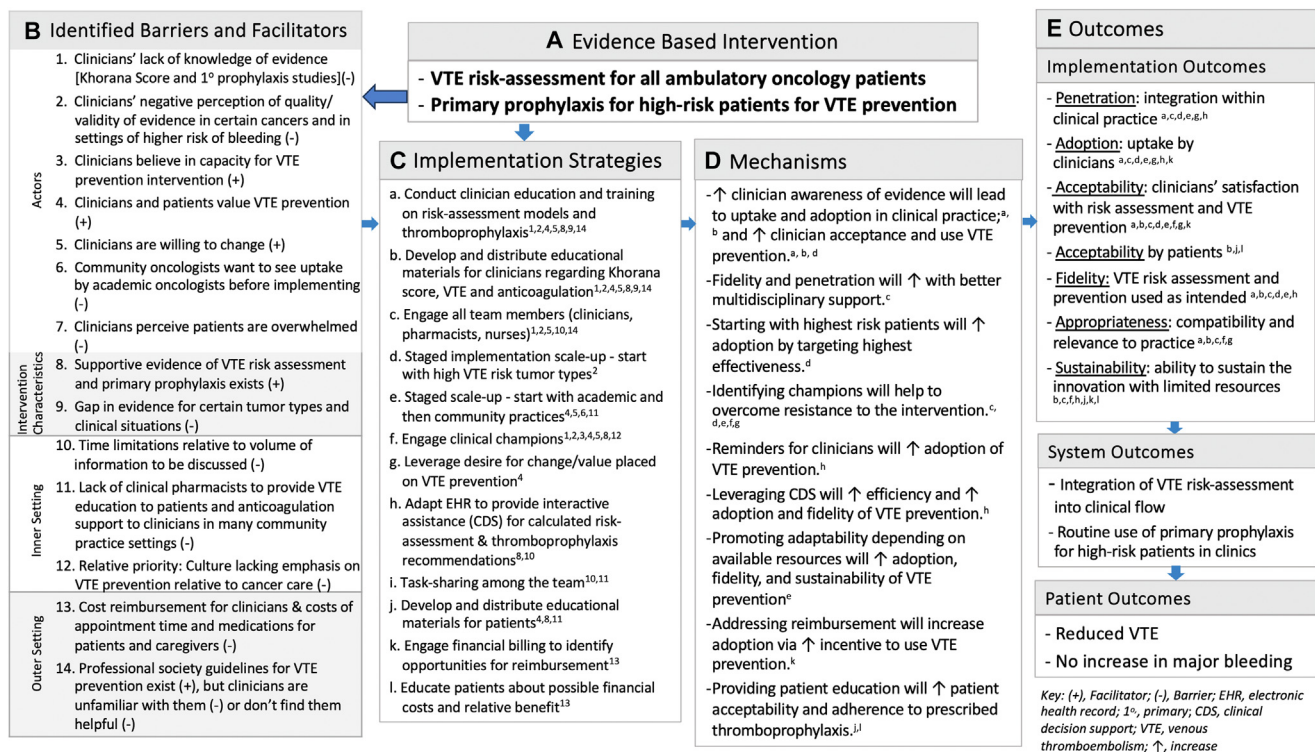 A Evidence Based Intervention
- VTE risk-assessment for all ambulatory oncology patients
- Primary prophylaxis for high-risk patients for VTE prevention
B Identified Barriers and Facilitators
Actors
1. Clinicians' lack of knowledge of evidence
[Khorana Score and 1° prophylaxis studies](-)
2. Clinicians' negative perception of quality/
validity of evidence in certain cancers and in
settings of higher risk of bleeding (-)
3. Clinicians believe in capacity for VTE
prevention intervention (+)
4. Clinicians and patients value VTE prevention
(+)
5. Clinicians are willing to change (+)
6. Community oncologists want to see uptake
by academic oncologists before implementing
(-)
7. Clinicians perceive patients are overwhelmed
(-)
Intervention
Characteristics
8. Supportive evidence of VTE risk assessment
and primary prophylaxis exists (+)
9. Gap in evidence for certain tumor types and
clinical situations (-)
Inner Setting
10. Time limitations relative to volume of
information to be discussed (-)
11. Lack of clinical pharmacists to provide VTE
education to patients and anticoagulation
support to clinicians in many community
practice settings (-)
12. Relative priority: Culture lacking emphasis on
VTE prevention relative to cancer care (-)
Outer Setting
13. Cost reimbursement for clinicians & costs of
appointment time and medications for
patients and caregivers (-)
14. Professional society guidelines for VTE
prevention exist (+), but clinicians are
unfamiliar with them (-) or don't find them
helpful (-)
C Implementation Strategies
a. Conduct clinician education and training
on risk-assessment models and
thromboprophylaxis1,2,4,5,8,9,14
b. Develop and distribute educational
materials for clinicians regarding Khorana
score, VTE and anticoagulation1,2,4,5,8,9,14
c. Engage all team members (clinicians,
pharmacists, nurses)1,2,5,10,14
d. Staged implementation scale-up - start
with high VTE risk tumor types2
e. Staged scale-up - start with academic and
then community practices4,5,6,11
f. Engage clinical champions1,2,3,4,5,8,12
g. Leverage desire for change/value placed
on VTE prevention4
h. Adapt EHR to provide interactive
assistance (CDS) for calculated risk-
assessment & thromboprophylaxis
recommendations8,10
i. Task-sharing among the team10,11
j. Develop and distribute educational
materials for patients4,8,11
k. Engage financial billing to identify
opportunities for reimbursement13
l. Educate patients about possible financial
costs and relative benefit13
D Mechanisms
-↑ clinician awareness of evidence will lead
to uptake and adoption in clinical practice;a,
b and ↑ clinician acceptance and use VTE
prevention.a, b, d
-Fidelity and penetration will ↑ with better
multidisciplinary support.c
-Starting with highest risk patients will ↑
adoption by targeting highest
effectiveness.d
-Identifying champions will help to
overcome resistance to the intervention.c,
d,e,f,g
-Reminders for clinicians will ↑ adoption of
VTE prevention.h
-Leveraging CDS will ↑ efficiency and ↑
adoption and fidelity of VTE prevention.h
-Promoting adaptability depending on
available resources will ↑ adoption,
fidelity, and sustainability of VTE
preventione
-Addressing reimbursement will increase
adoption via ↑ incentive to use VTE
prevention.k
-Providing patient education will ↑ patient
acceptability and adherence to prescribed
thromboprophylaxis.j,l
E Outcomes
Implementation Outcomes
- Penetration: integration within
clinical practice a,c,d,e,g,h
- Adoption: uptake by
clinicians a,c,d,e,g,h,k
- Acceptability: clinicians' satisfaction
with risk assessment and VTE
prevention a,b,c,d,e,f,g,k
- Acceptability by patients b,j,l
- Fidelity: VTE risk assessment and
prevention used as intended a,b,c,d,e,h
- Appropriateness: compatibility and
relevance to practice a,b,c,f,g
- Sustainability: ability to sustain the
innovation with limited resources
b,c,f,h,j,k,l
System Outcomes
- Integration of VTE risk-assessment
into clinical flow
- Routine use of primary prophylaxis
for high-risk patients in clinics
Patient Outcomes
- Reduced VTE
- No increase in major bleeding
Key: (+), Facilitator; (-), Barrier; EHR, electronic
health record; 1o,, primary; CDS, clinical
decision support; VTE, venous
thromboembolism; ↑, increase